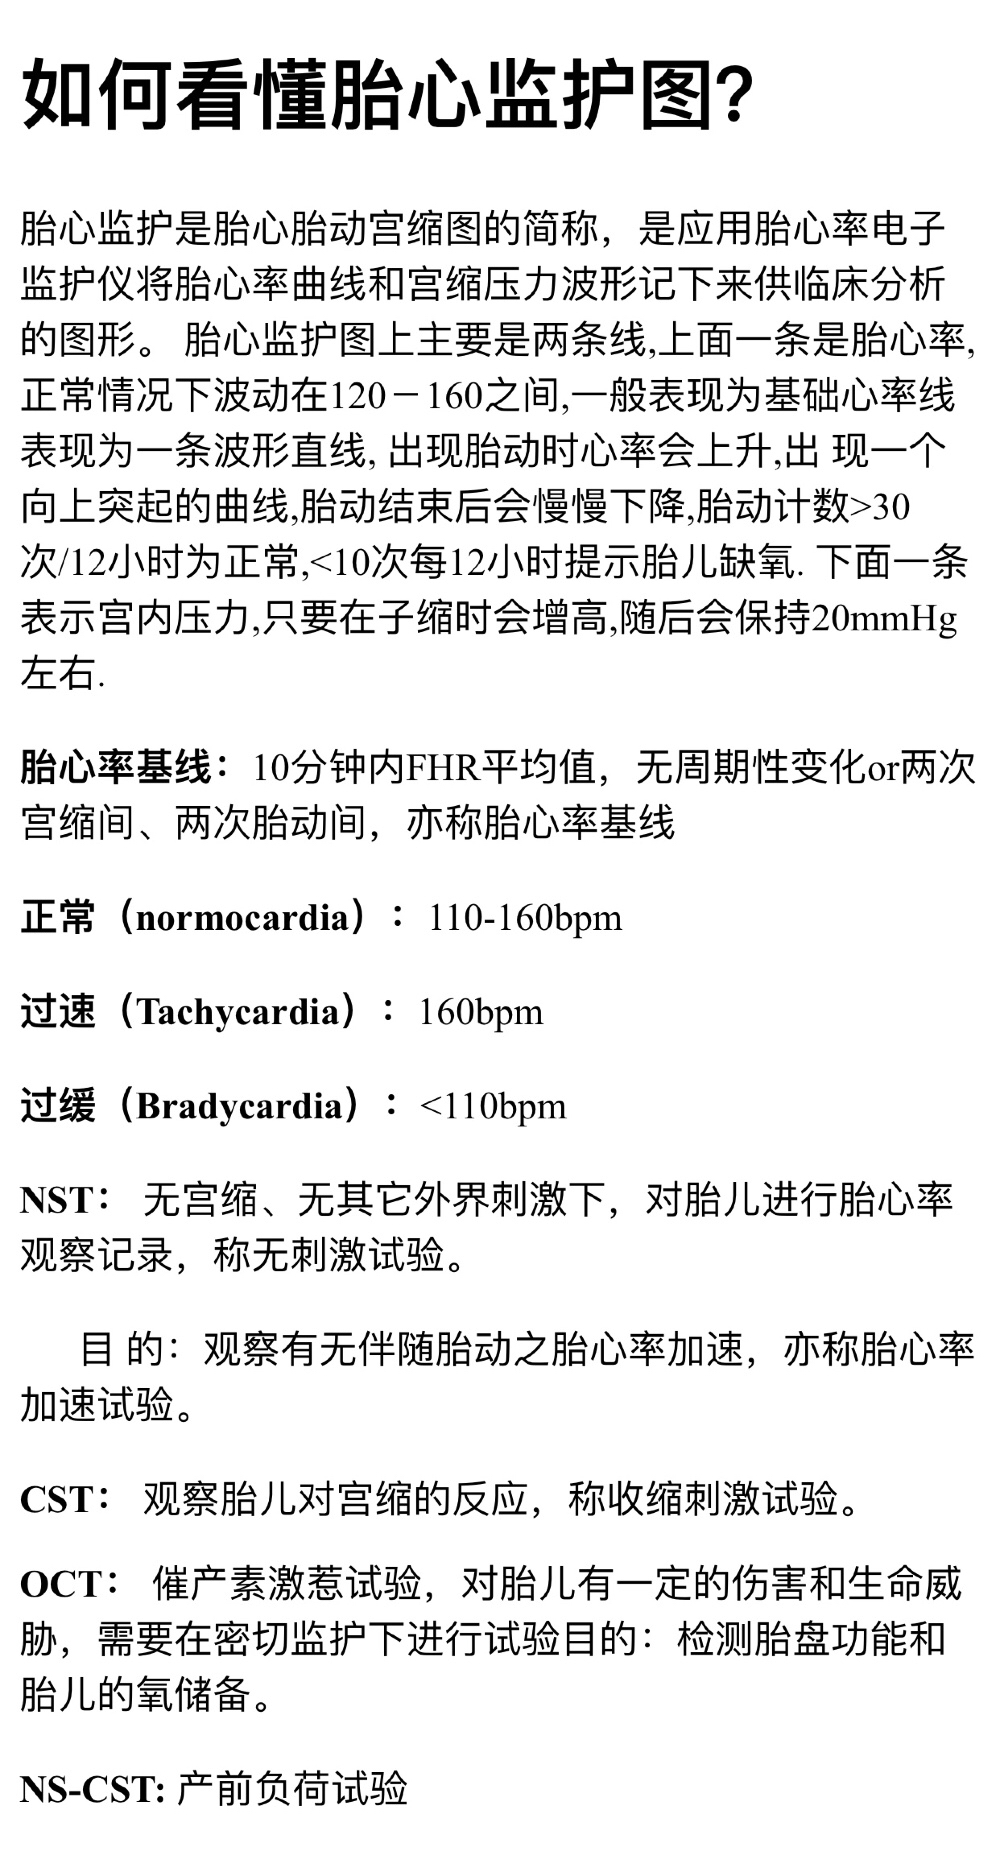 如何看懂胎心监护图?
胎心监护是胎心胎动宫缩图的简称，是应用胎心率电子
监护仪将胎心率曲线和宫缩压力波形记下来供临床分析
的图形。 胎心监护图上主要是两条线,上面一条是胎心率,
正常情况下波动在120－160之间,一般表现为基础心率线
表现为一条波形直线, 出现胎动时心率会上升,出 现一个
向上突起的曲线,胎动结束后会慢慢下降,胎动计数>30
次/12小时为正常,<10次每12小时提示胎儿缺氧. 下面一条
表示宫内压力,只要在子缩时会增高,随后会保持20mmHg
左右.
胎心率基线：10分钟内FHR平均值，无周期性变化or两次
宫缩间、两次胎动间，亦称胎心率基线
正常（normocardia）：110-160bpm
过速（Tachycardia）：160bpm
过缓（Bradycardia）：<110bpm
NST： 无宫缩、无其它外界刺激下，对胎儿进行胎心率
观察记录，称无刺激试验。
目 的：观察有无伴随胎动之胎心率加速，亦称胎心率
加速试验。
CST： 观察胎儿对宫缩的反应，称收缩刺激试验。
OCT： 催产素激惹试验，对胎儿有一定的伤害和生命威
胁，需要在密切监护下进行试验目的：检测胎盘功能和
胎儿的氧储备。
NS-CST: 产前负荷试验